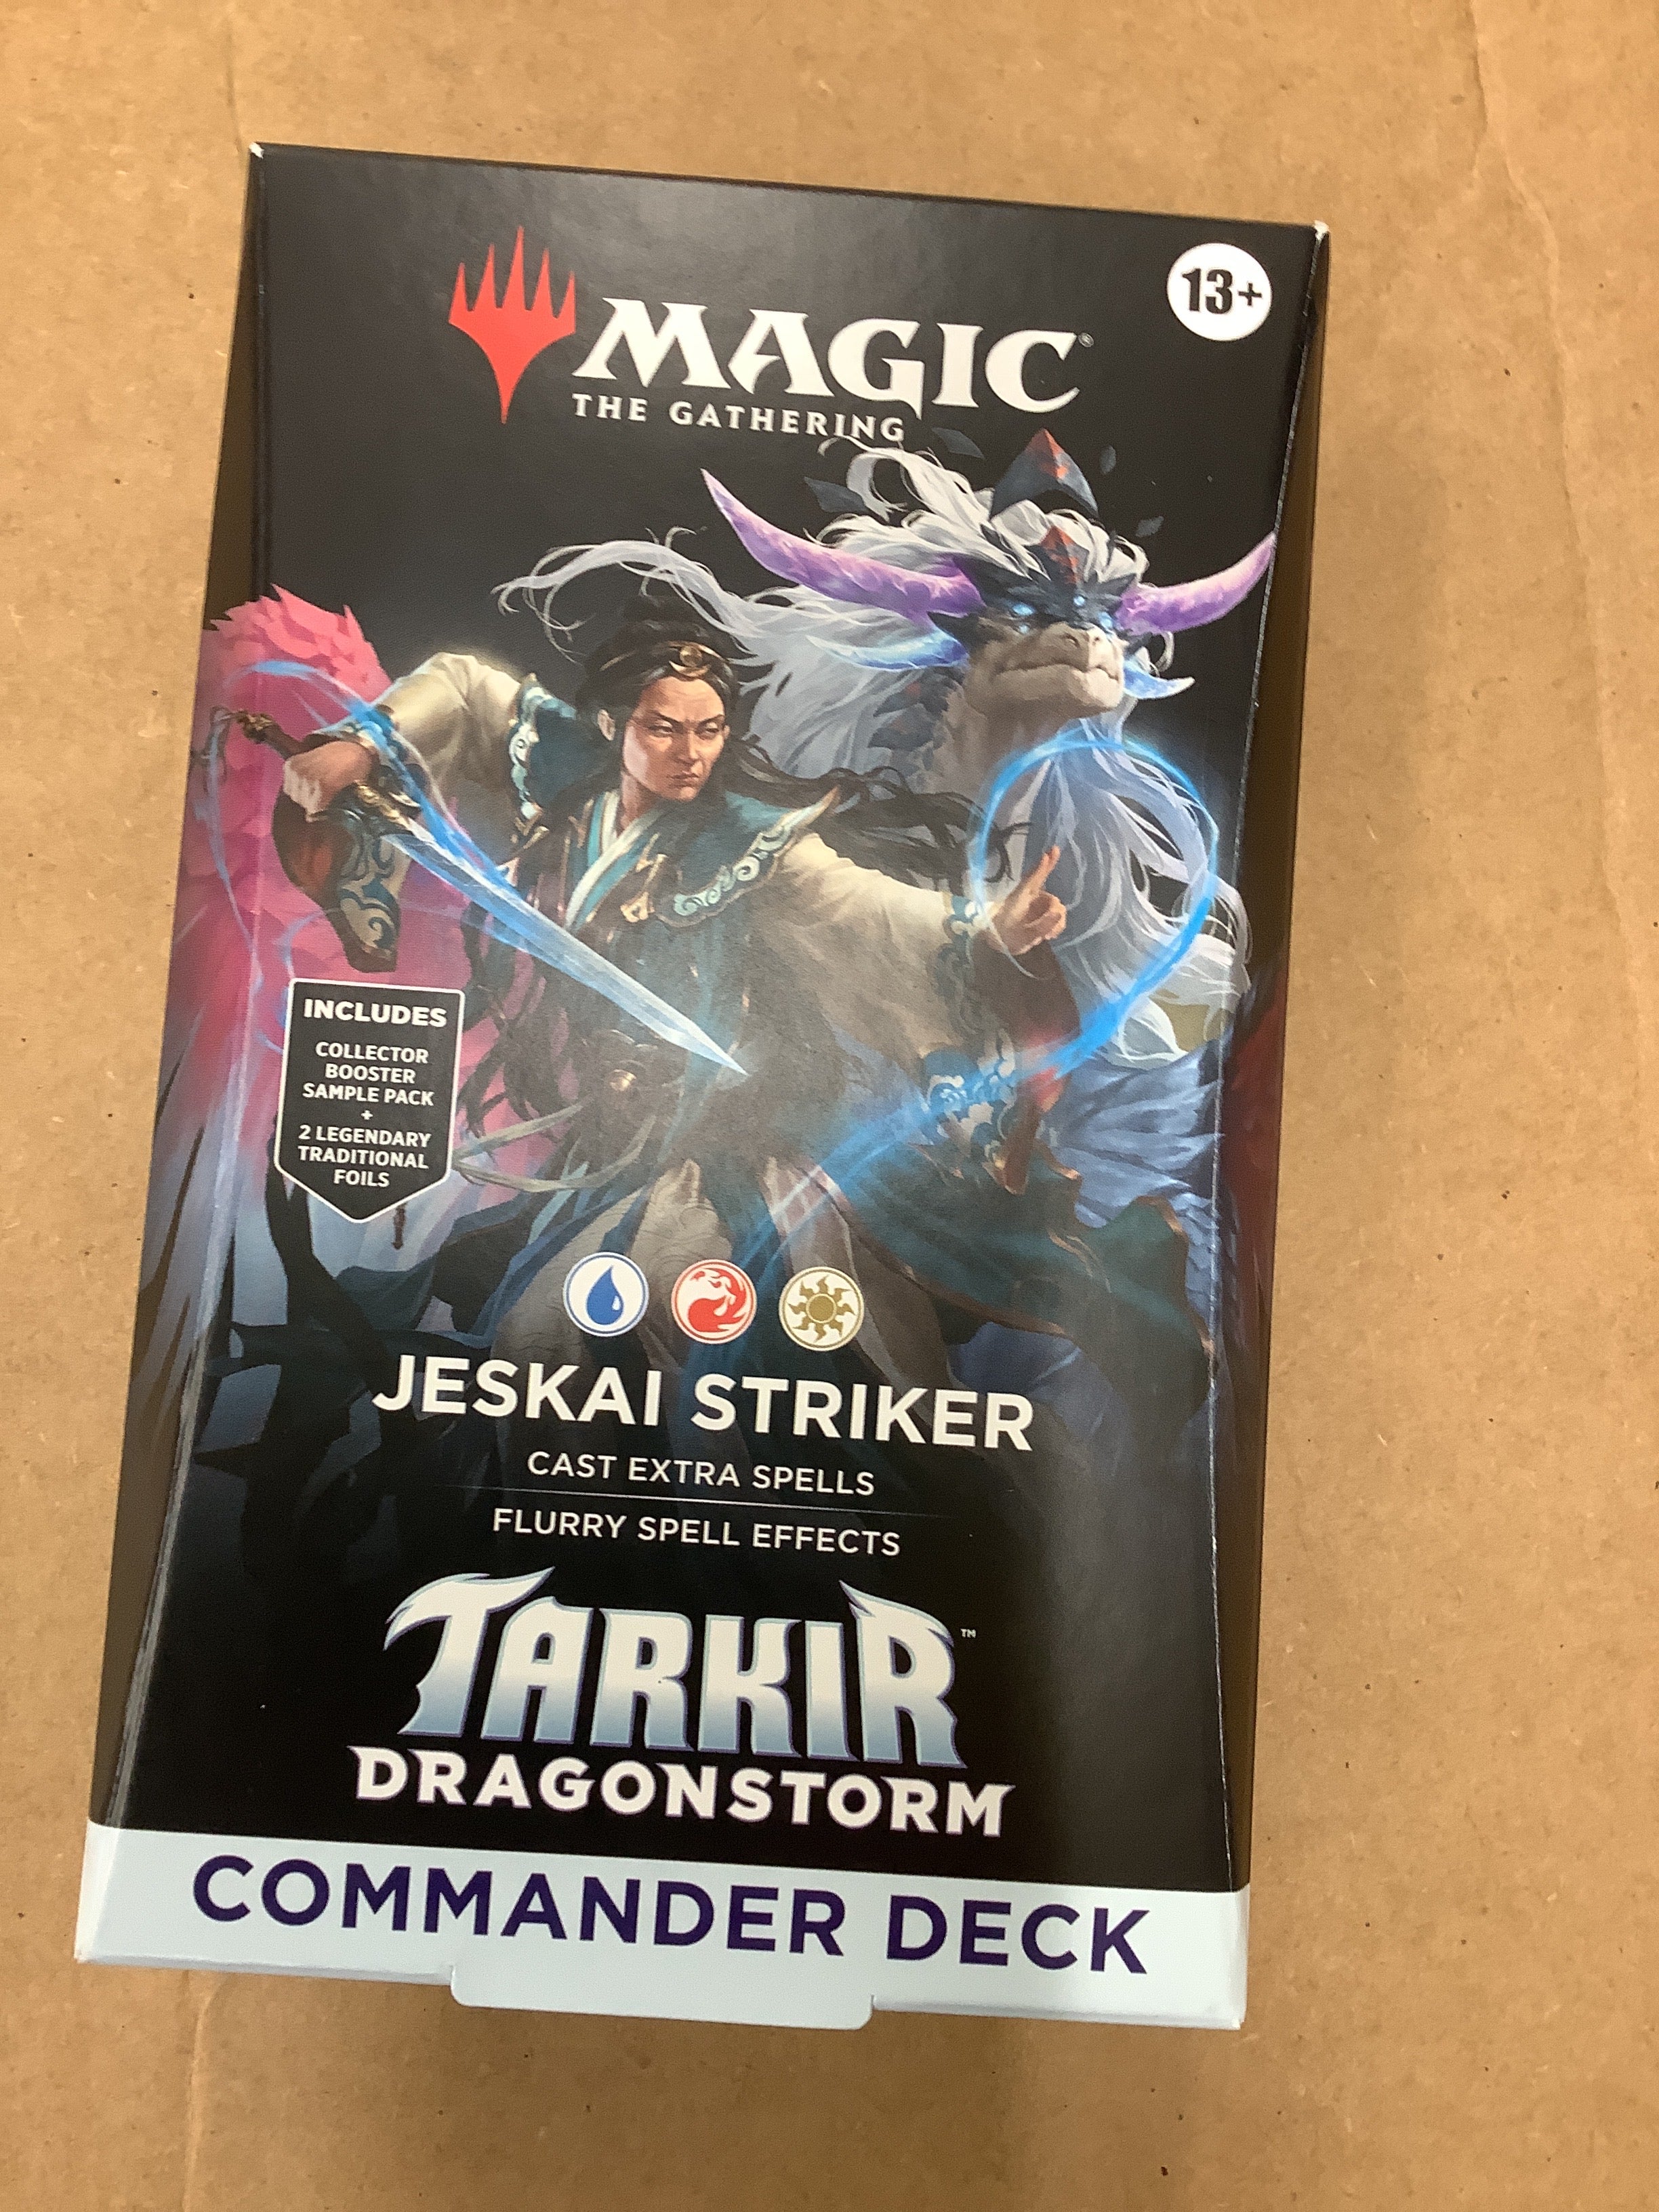 13+
MAGIC®
THE GATHERING
INCLUDES
COLLECTOR
BOOSTER
SAMPLE PACK
+
2 LEGENDARY
TRADITIONAL
FOILS
JESKAI STRIKER
CAST EXTRA SPELLS
FLURRY SPELL EFFECTS
TARKIR™
DRAGONSTORM
COMMANDER DECK